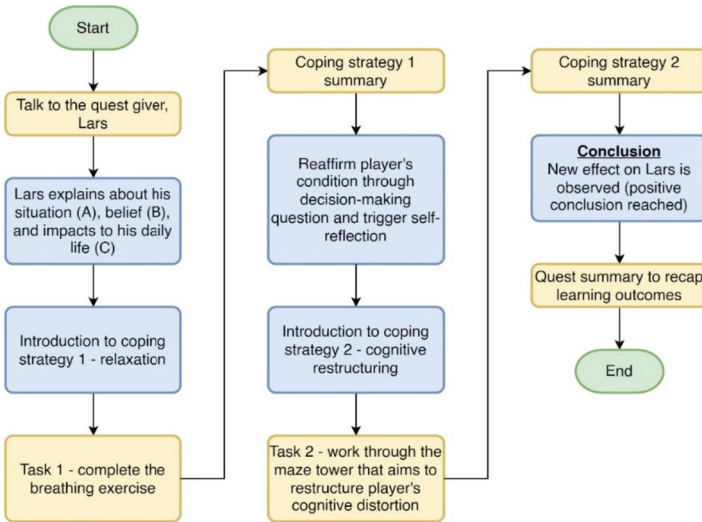 Start
Talk to the quest giver,
Lars
Lars explains about his
situation (A), belief (B),
and impacts to his daily
life (C)
Introduction to coping
strategy 1 - relaxation
Task 1 - complete the
breathing exercise
Coping strategy 1
summary
Reaffirm player's
condition through
decision-making
question and trigger self-
reflection
Introduction to coping
strategy 2 - cognitive
restructuring
Task 2 - work through the
maze tower that aims to
restructure player's
cognitive distortion
Coping strategy 2
summary
Conclusion
New effect on Lars is
observed (positive
conclusion reached)
Quest summary to recap
learning outcomes
End